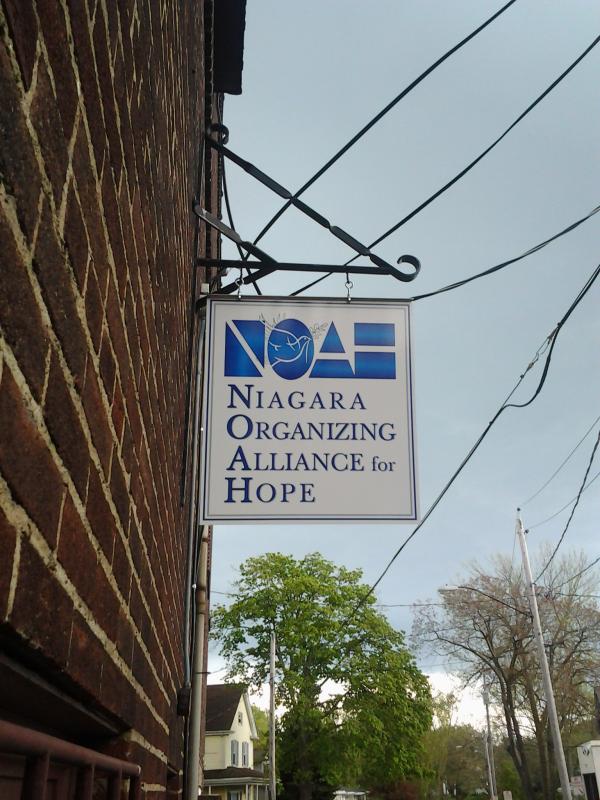 NOAH
NIAGARA
ORGANIZING
ALLIANCE for
HOPE